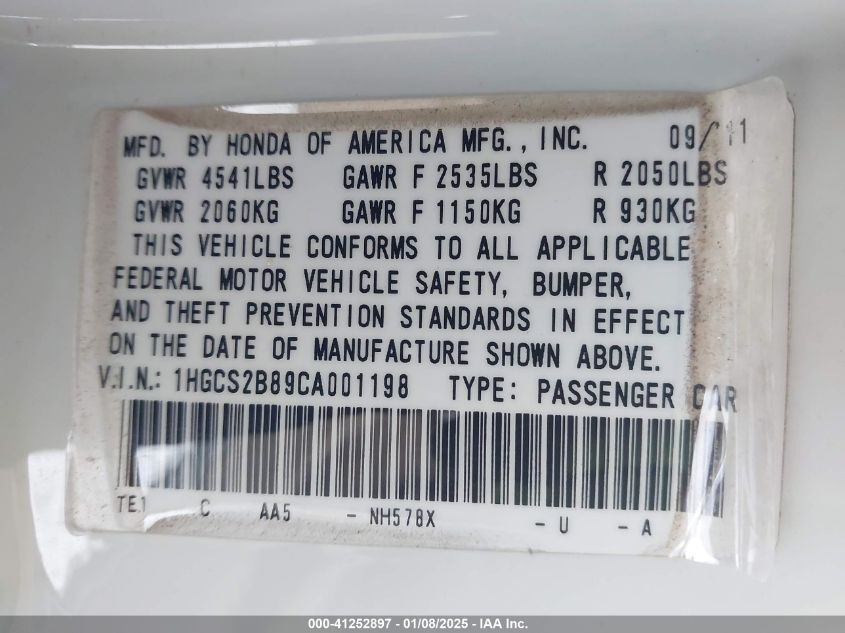 MFD. BY HONDA OF AMERICA MFG., INC. 09/11
GVWR 4541LBS GAWR F 2535LBS R 2050LBS
GVWR 2060KG GAWR F 1150KG R 930KG
THIS VEHICLE CONFORMS TO ALL APPLICABLE
FEDERAL MOTOR VEHICLE SAFETY, BUMPER,
AND THEFT PREVENTION STANDARDS IN EFFECT
ON THE DATE OF MANUFACTURE SHOWN ABOVE.
V.I.N.: 1HGCS2B89CA001198 TYPE: PASSENGER CAR
TE1 C AA5 - NH578X - U - A
000-41252897 - 01/08/2025 - IAA Inc.